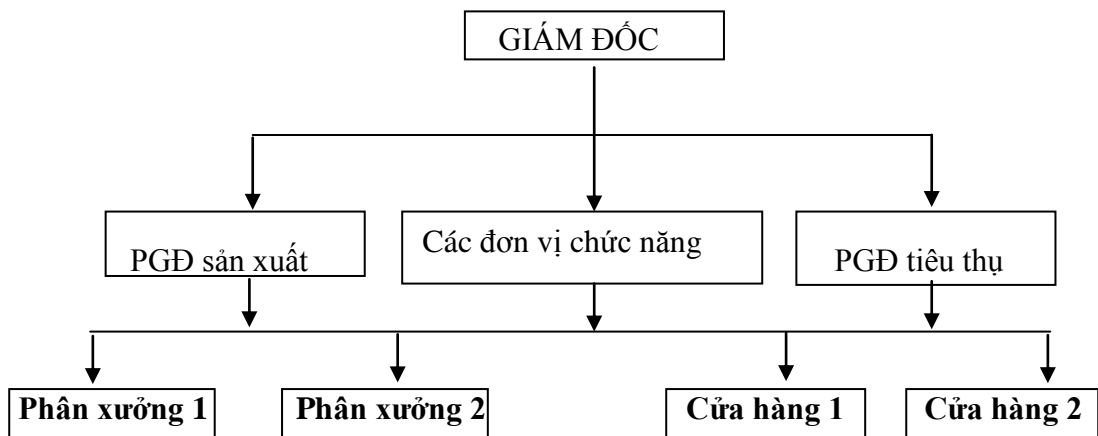 GIÁM ĐỐC
PGĐ sản xuất
Các đơn vị chức năng
PGĐ tiêu thụ
Phân xưởng 1
Phân xưởng 2
Cửa hàng 1
Cửa hàng 2